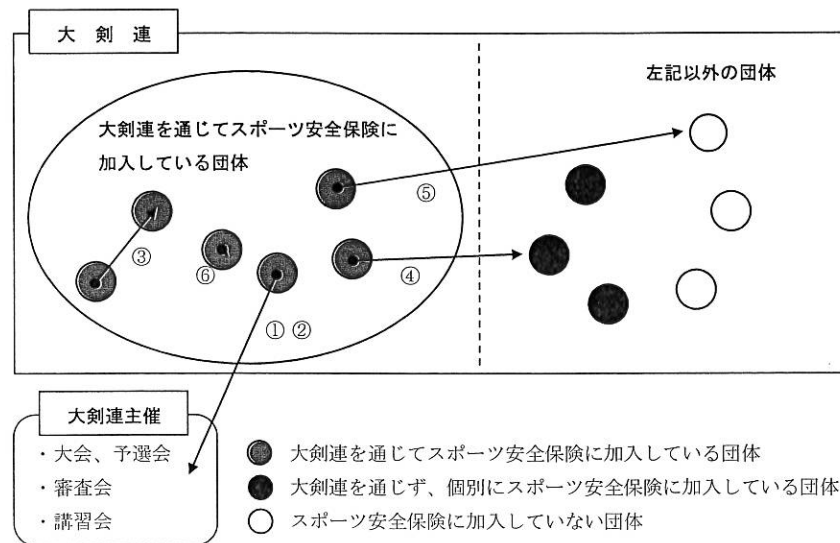 大剣連
左記以外の団体
大剣連を通じてスポーツ安全保険に
加入している団体
⑤
③
⑥
④
① ②
大剣連主催
・大会、予選会
・審査会
・講習会
大剣連を通じてスポーツ安全保険に加入している団体
大剣連を通じず、個別にスポーツ安全保険に加入している団体
スポーツ安全保険に加入していない団体